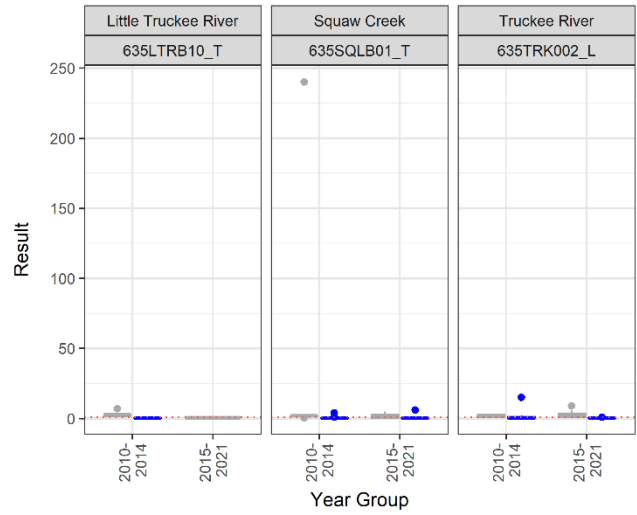 Little Truckee River
Squaw Creek
Truckee River
635LTRB10_T
635SQLB01_T
635TRK002_L
250
200
150
100
50
0
Result
2010-
2014
2015-
2021
2010-
2014
2015-
2021
2010-
2014
2015-
2021
Year Group